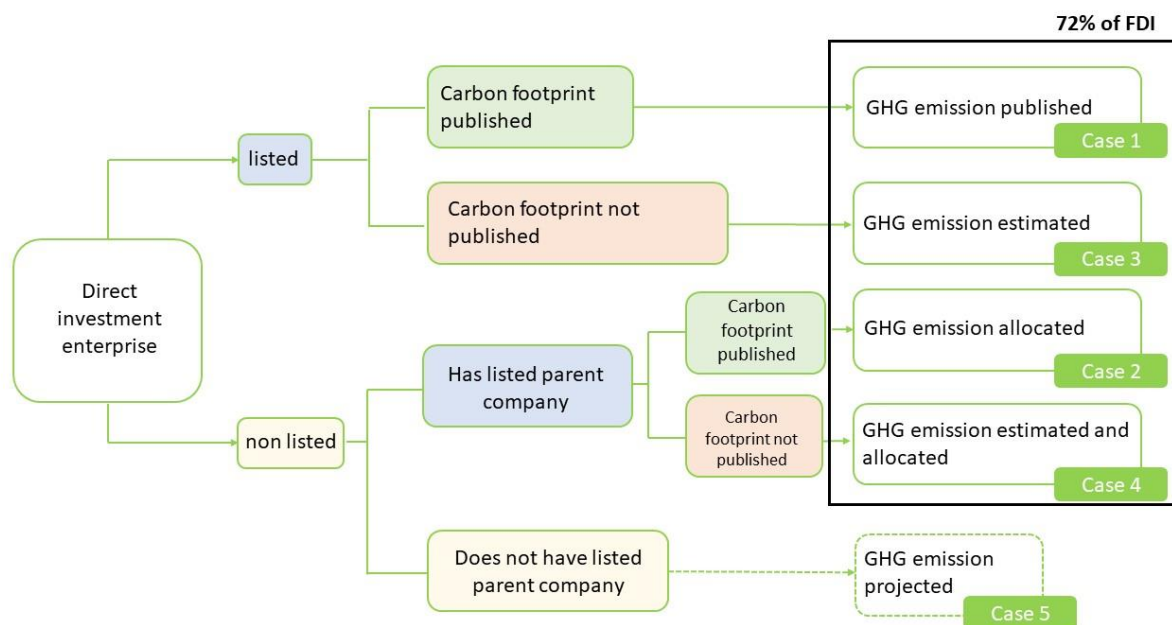 72% of FDI
Carbon footprint
published
GHG emission published
Case 1
listed
Carbon footprint not
published
GHG emission estimated
Case 3
Direct
investment
enterprise
Carbon
footprint
published
GHG emission allocated
Case 2
Has listed parent
company
non listed
Carbon
footprint not
published
GHG emission estimated and
allocated
Case 4
Does not have listed
parent company
GHG emission
projected
Case 5